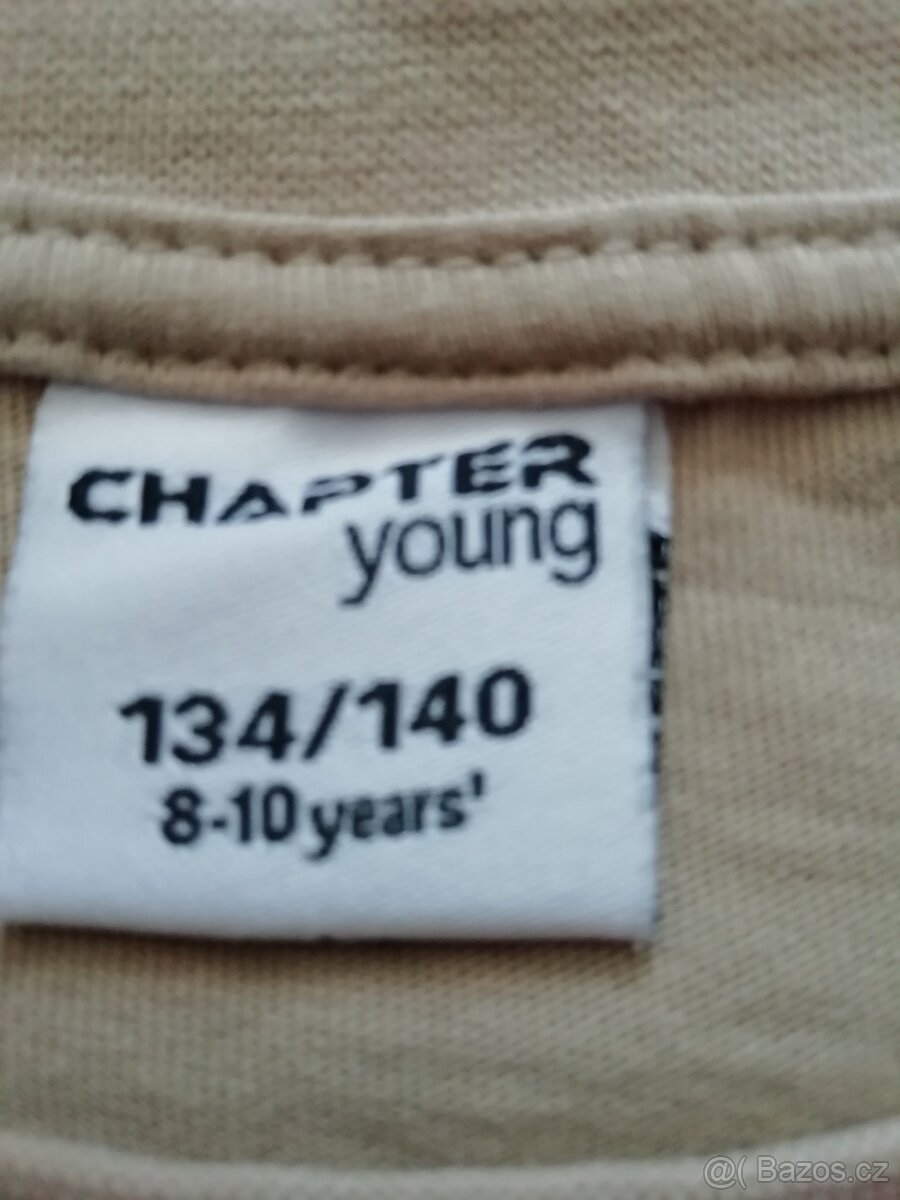 CHAPTER
young
134/140
8-10 years'
@( Bazos.cz